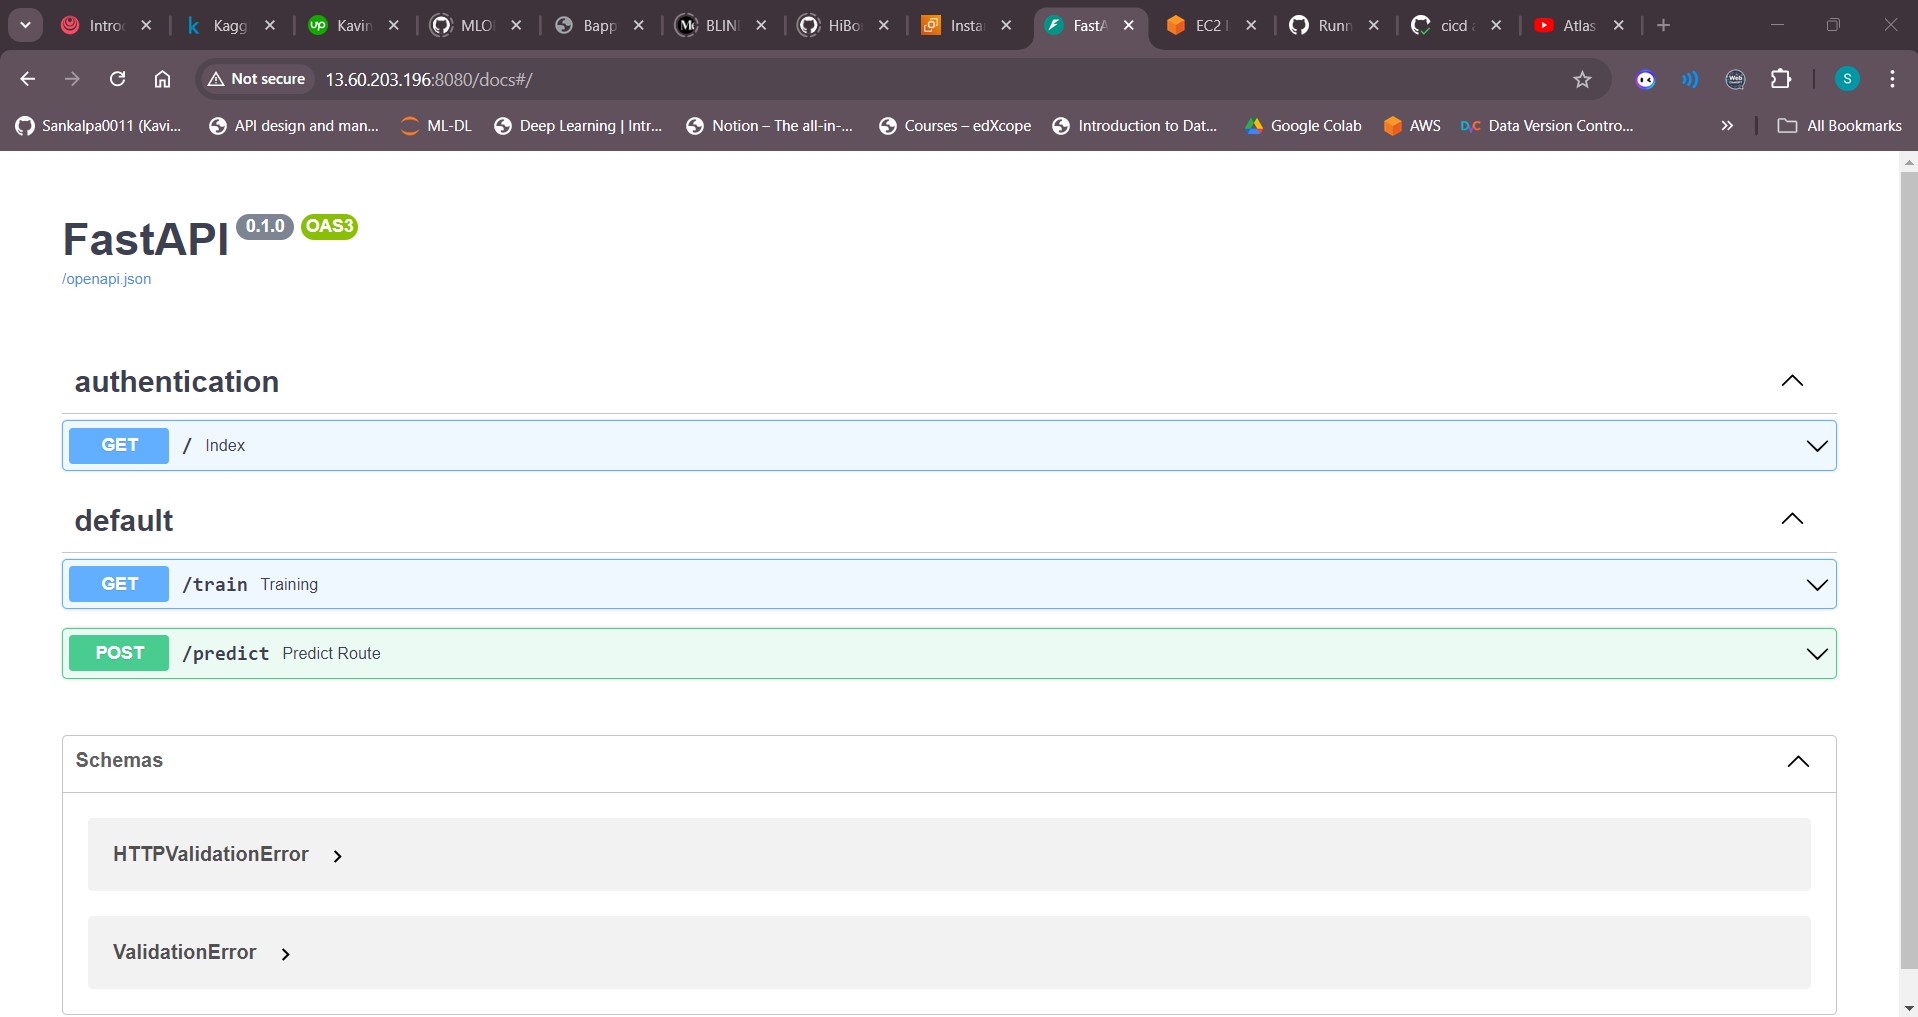 Introd Kagg Kavin MLO Bapp BLIN HiBo Instar FastA EC2 I Runn cicd a Atlas
Not secure 13.60.203.196:8080/docs#/ S
Sankalpa0011 (Kavi... API design and man... ML-DL Deep Learning | Intr... Notion – The all-in-... Courses – edXcope Introduction to Dat... Google Colab AWS Data Version Contro... All Bookmarks
FastAPI 0.1.0 OAS3
/openapi.json
authentication
GET / Index
default
GET /train Training
POST /predict Predict Route
Schemas
HTTPValidationError
ValidationError